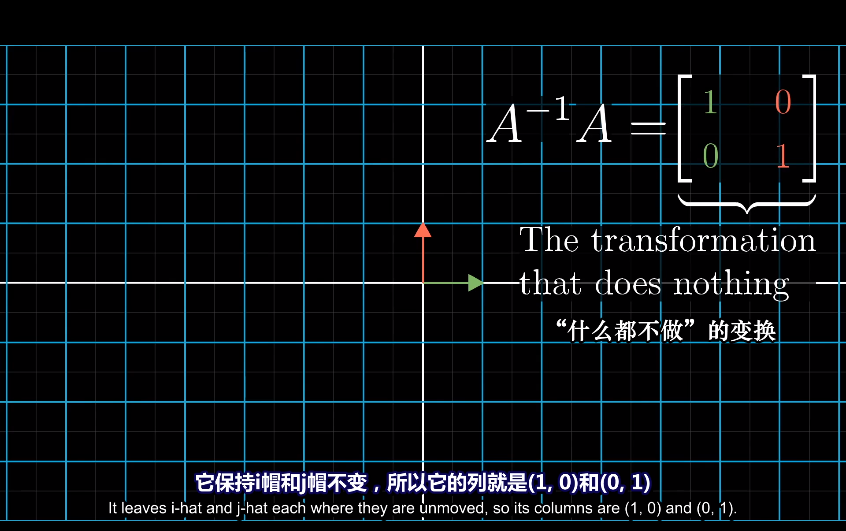 A⁻¹A = [1 0
0 1]
The transformation
that does nothing
“什么都不做”的变换
它保持i帽和j帽不变，所以它的列就是(1, 0)和(0, 1)
It leaves i-hat and j-hat each where they are unmoved, so its columns are (1, 0) and (0, 1).